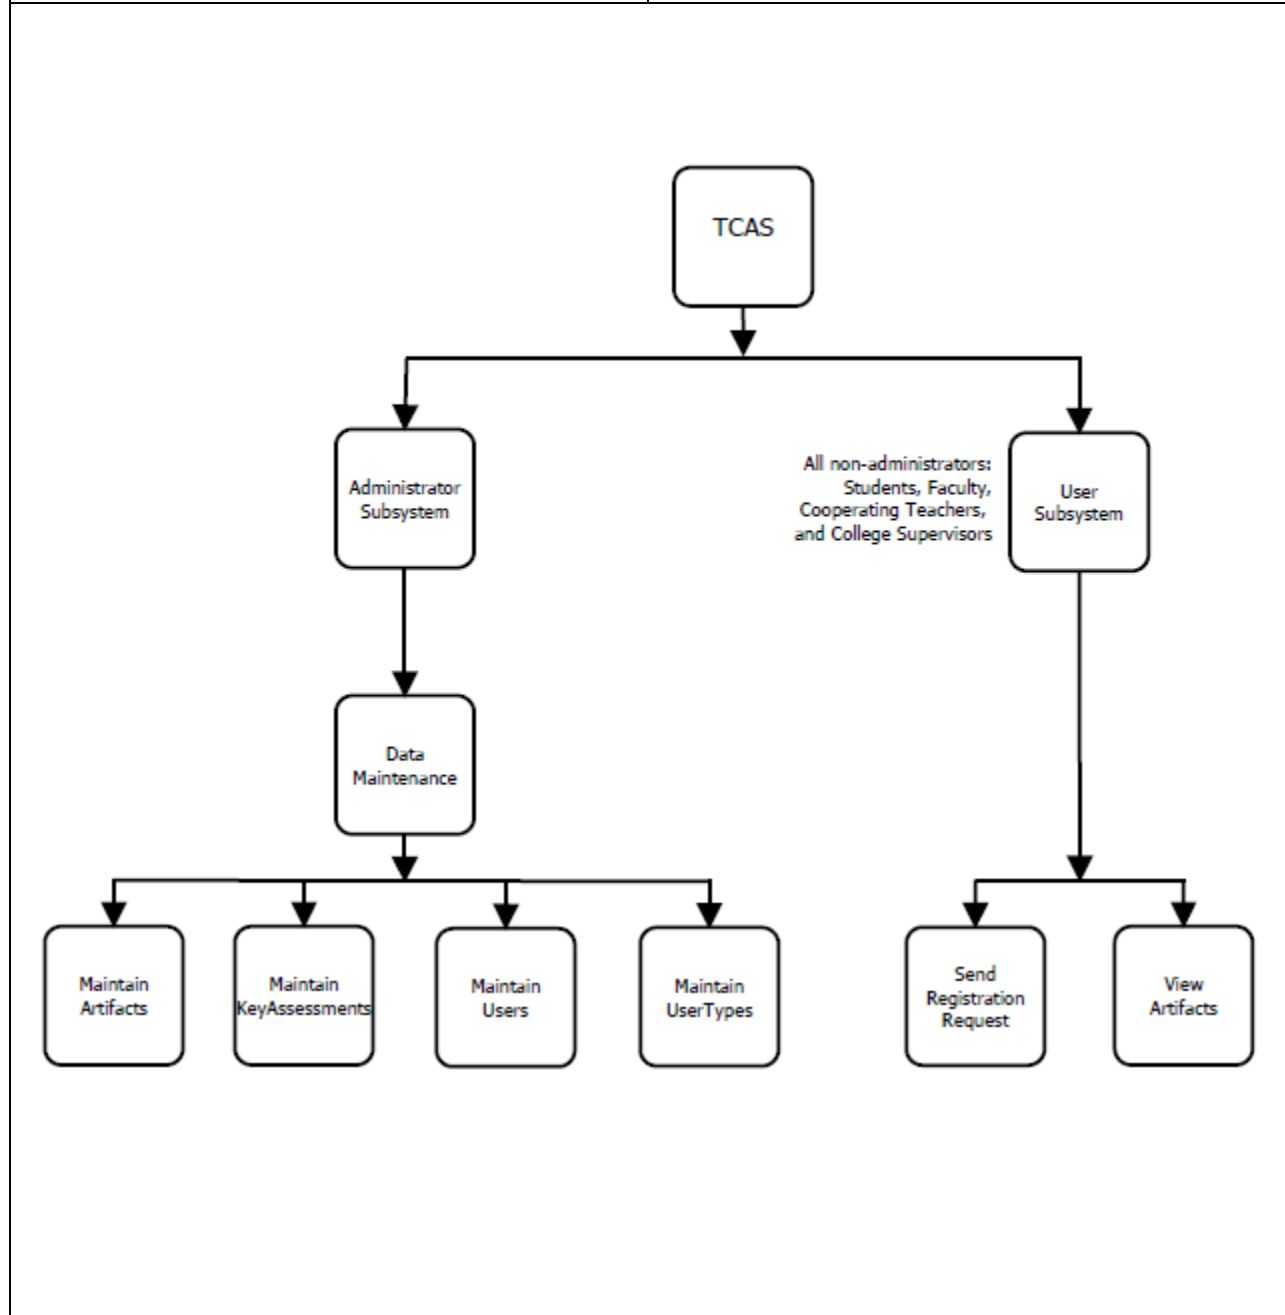 TCAS
Administrator
Subsystem
All non-administrators:
Students, Faculty,
Cooperating Teachers,
and College Supervisors
User
Subsystem
Data
Maintenance
Maintain
Artifacts
Maintain
KeyAssessments
Maintain
Users
Maintain
UserTypes
Send
Registration
Request
View
Artifacts